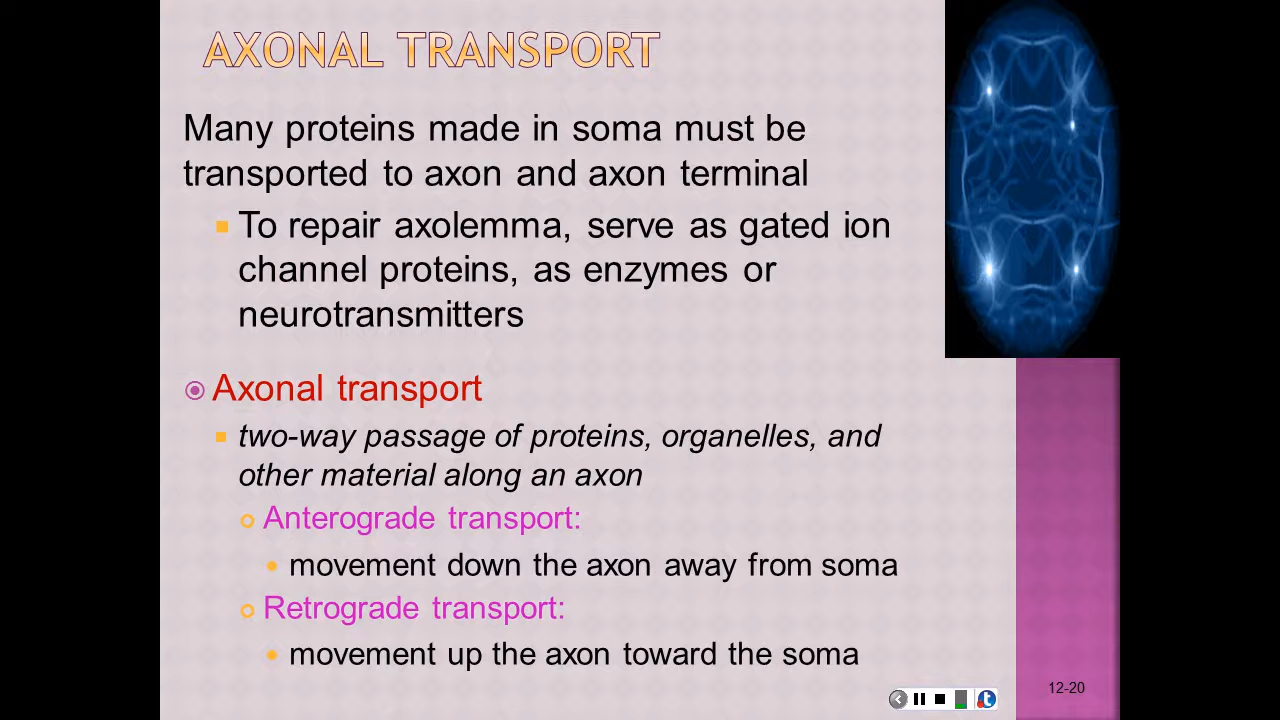 AXONAL TRANSPORT
Many proteins made in soma must be
transported to axon and axon terminal
To repair axolemma, serve as gated ion
channel proteins, as enzymes or
neurotransmitters
Axonal transport
two-way passage of proteins, organelles, and
other material along an axon
Anterograde transport:
movement down the axon away from soma
Retrograde transport:
movement up the axon toward the soma
12-20
t